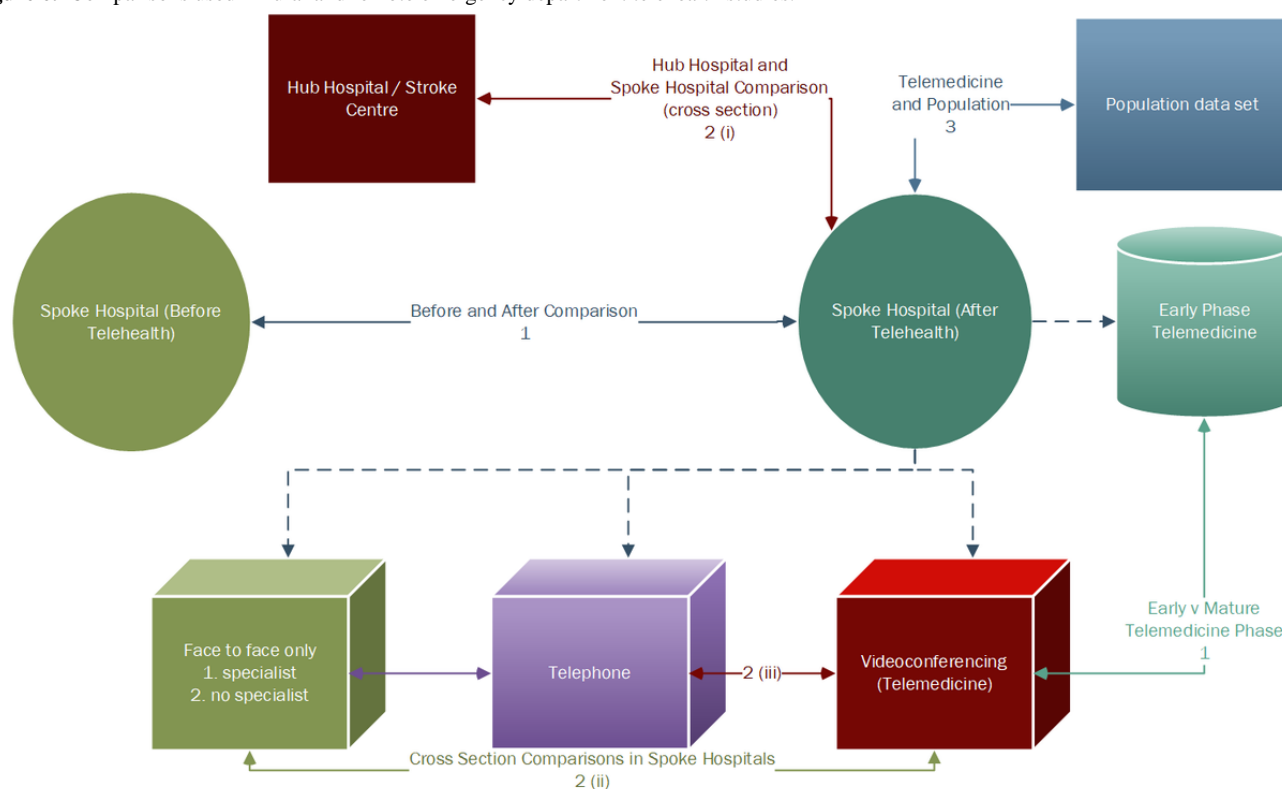 Hub Hospital / Stroke
Centre
Hub Hospital and
Spoke Hospital Comparison
(cross section)
2 (i)
Telemedicine
and Population
3
Population data set
Spoke Hospital (Before
Telehealth)
Before and After Comparison
1
Spoke Hospital (After
Telehealth)
Early Phase
Telemedicine
Face to face only
1. specialist
2. no specialist
Telephone
2 (iii)
Videoconferencing
(Telemedicine)
Early v Mature
Telemedicine Phase
1
Cross Section Comparisons in Spoke Hospitals
2 (ii)